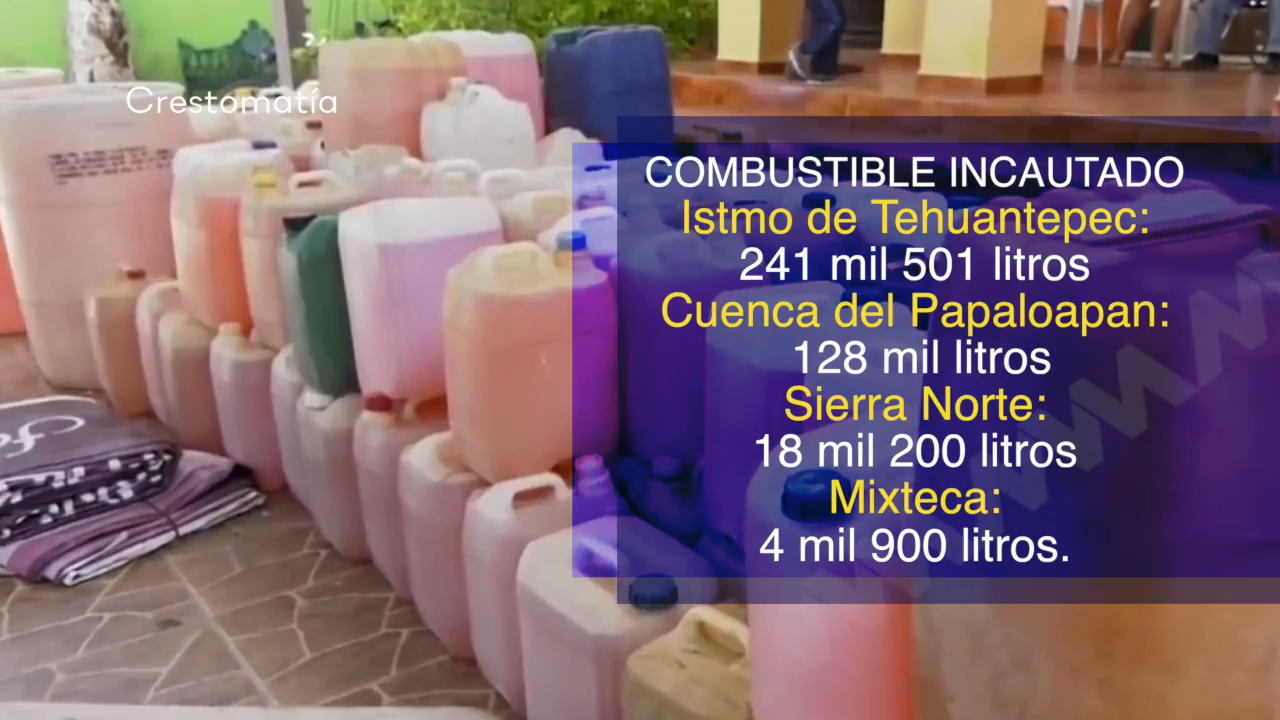 Crestomatía
COMBUSTIBLE INCAUTADO
Istmo de Tehuantepec:
241 mil 501 litros
Cuenca del Papaloapan:
128 mil litros
Sierra Norte:
18 mil 200 litros
Mixteca:
4 mil 900 litros.